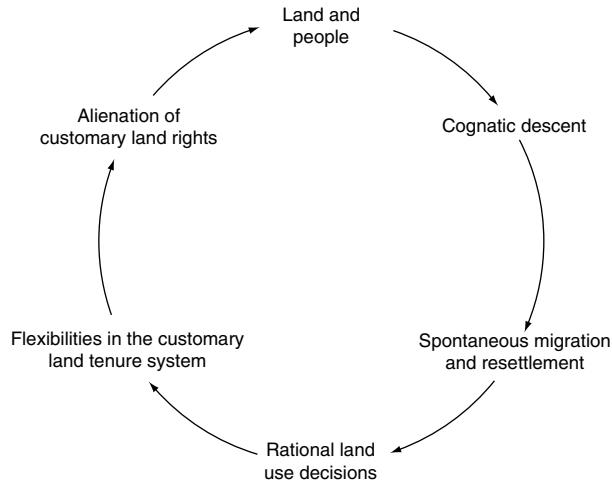 Land and
people
Cognatic descent
Spontaneous migration
and resettlement
Rational land
use decisions
Flexibilities in the customary
land tenure system
Alienation of
customary land rights